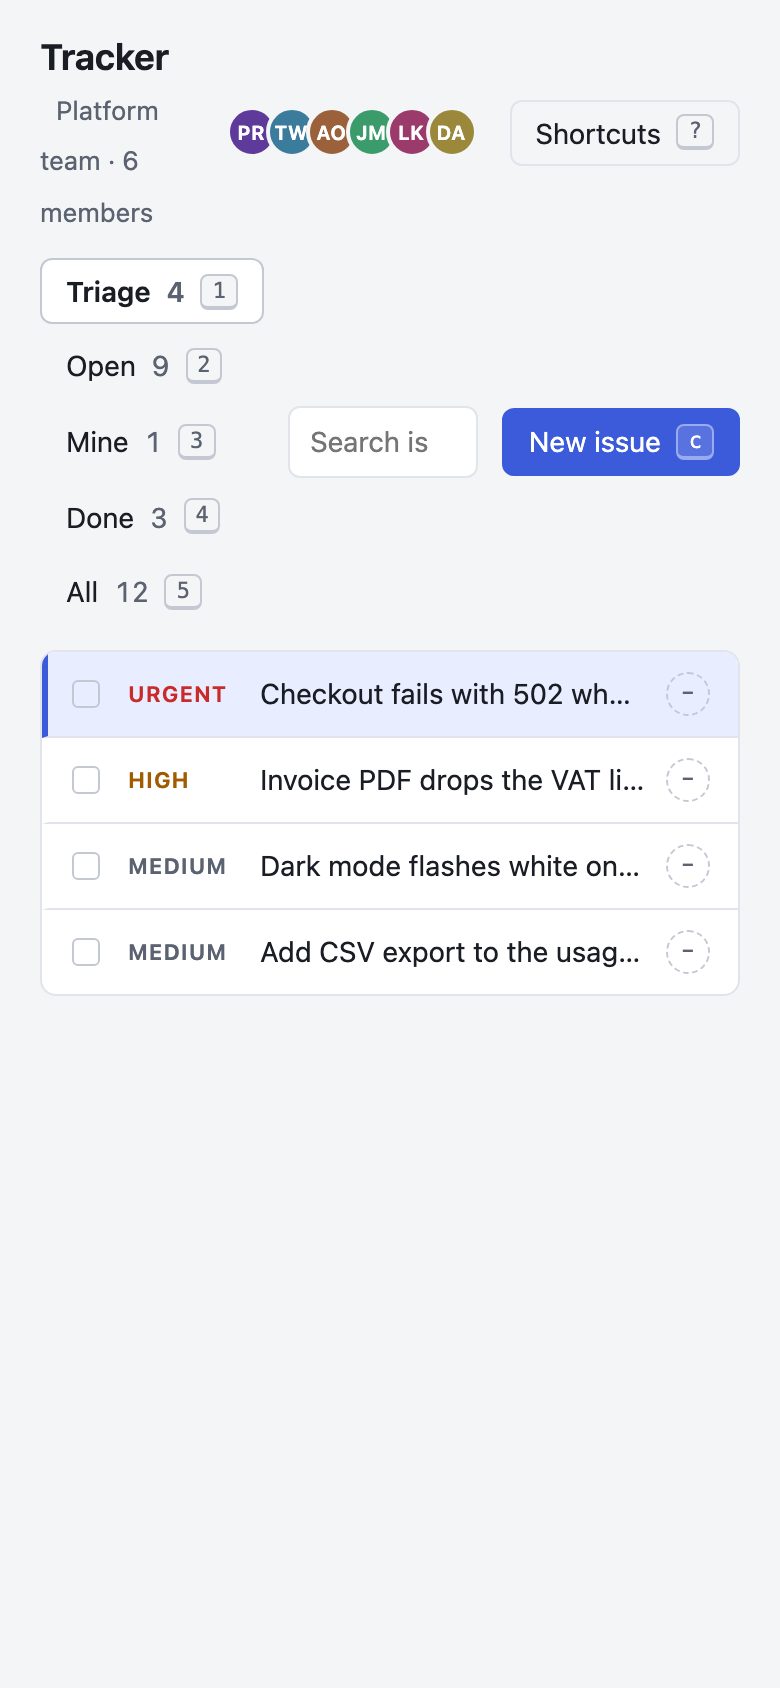 Tracker
Platform
team · 6
members
PR TW AO JM LK DA
Shortcuts ?
Triage 4 1
Open 9 2
Mine 1 3
Search is
New issue c
Done 3 4
All 12 5
URGENT Checkout fails with 502 wh... –
HIGH Invoice PDF drops the VAT li... –
MEDIUM Dark mode flashes white on... –
MEDIUM Add CSV export to the usag... –